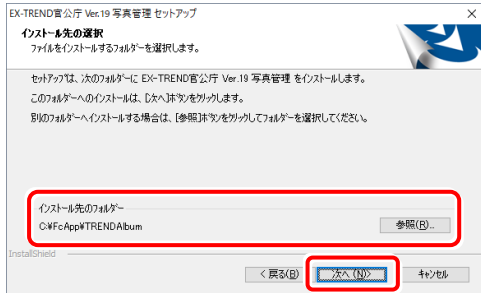 EX-TREND官公庁 Ver.19 写真管理 セットアップ
インストール先の選択
ファイルをインストールするフォルダーを選択します。
セットアップは、次のフォルダーに EX-TREND官公庁 Ver.19 写真管理 をインストールします。
このフォルダーへのインストールは、[次へ]ボタンをクリックします。
別のフォルダーへインストールする場合は、[参照]ボタンをクリックしてフォルダーを選択してください。
インストール先のフォルダー
C:¥FcApp¥TRENDAlbum
参照(R)...
InstallShield
< 戻る(B)
次へ (N)>
キャンセル